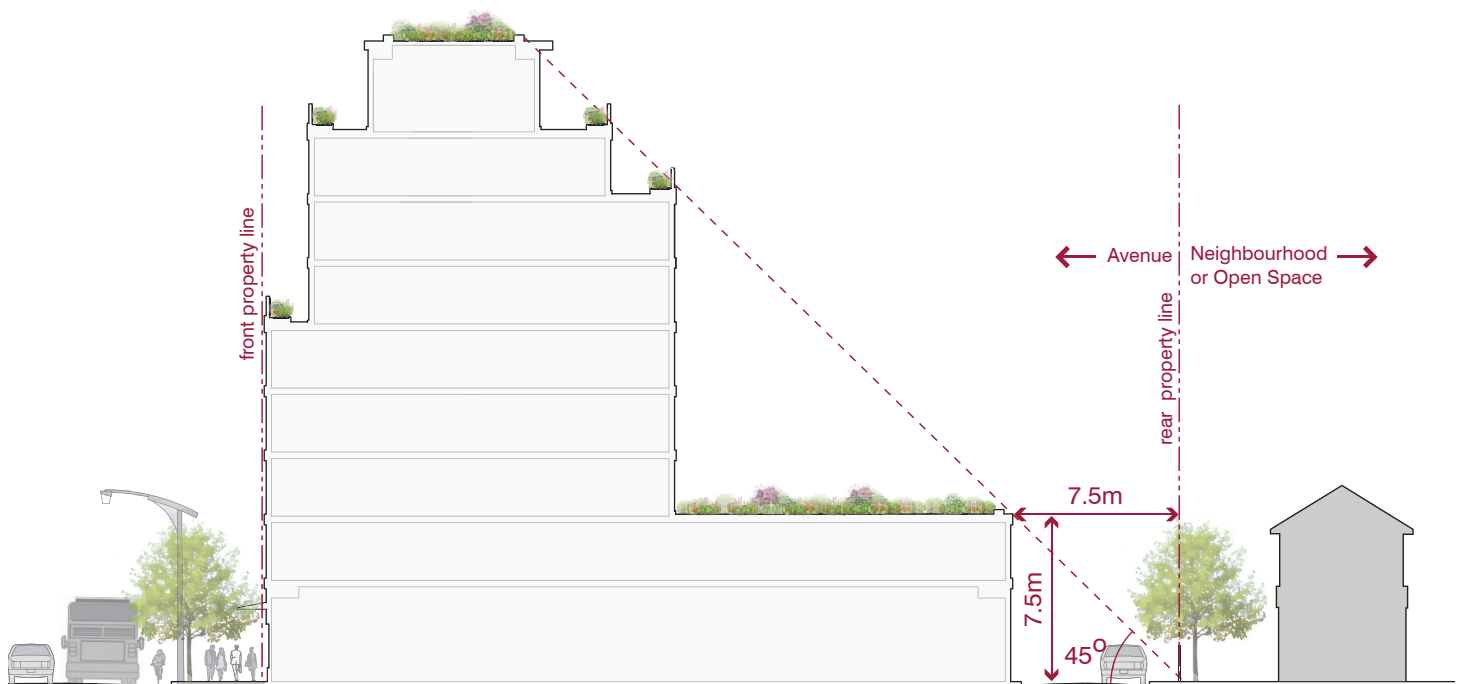 front property line
Avenue
Neighbourhood
or Open Space
rear property line
7.5m
7.5m
45°